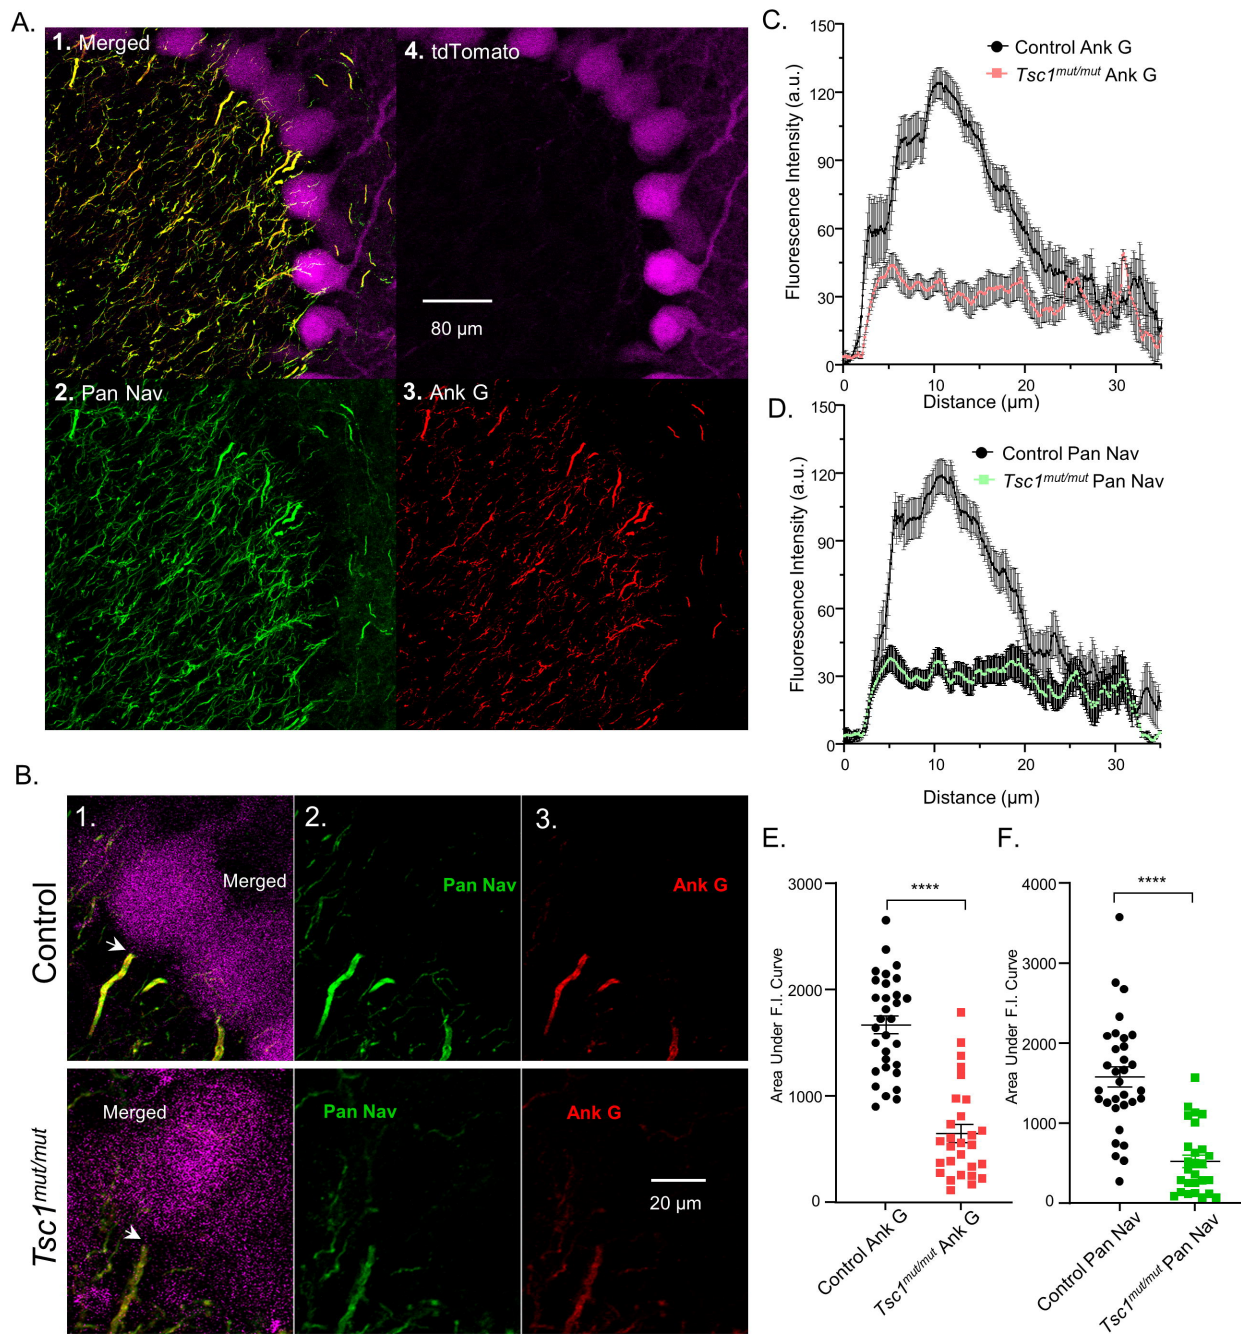 A.
1. Merged
4. tdTomato
80 µm
2. Pan Nav
3. Ank G
B.
Control
1.
Merged
2.
Pan Nav
3.
Ank G
Tsc1mut/mut
Merged
Pan Nav
Ank G
20 µm
C.
Fluorescence Intensity (a.u.)
150
120
90
60
30
0
Control Ank G
Tsc1mut/mut Ank G
0 10 20 30
Distance (µm)
D.
Fluorescence Intensity (a.u.)
150
120
90
60
30
0
Control Pan Nav
Tsc1mut/mut Pan Nav
0 10 20 30
Distance (µm)
E.
Area Under F.I. Curve
3000
2000
1000
0
****
Control Ank G
Tsc1mut/mut Ank G
F.
Area Under F.I. Curve
4000
3000
2000
1000
0
****
Control Pan Nav
Tsc1mut/mut Pan Nav